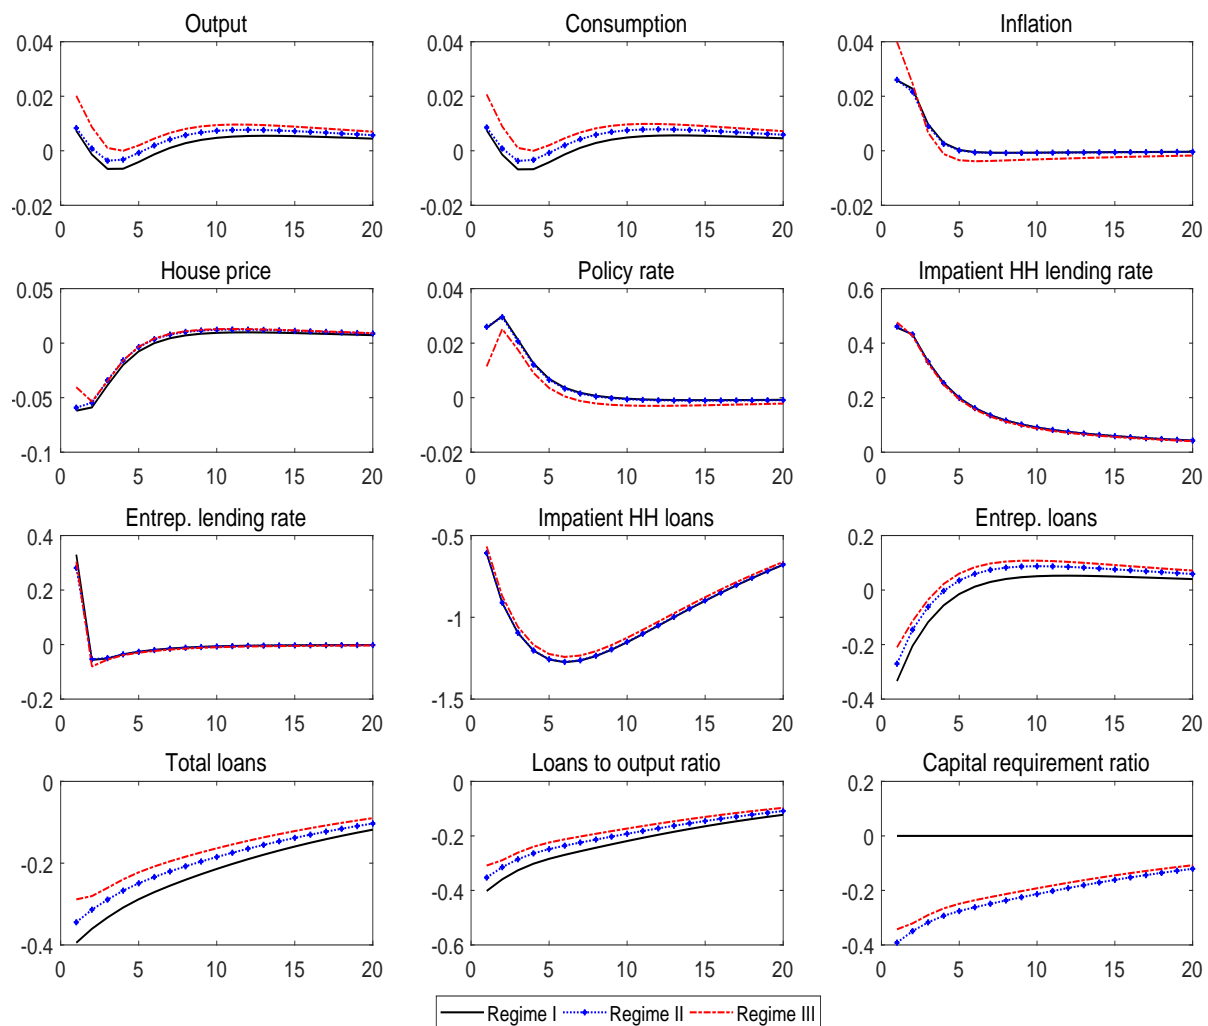 Output Consumption Inflation
0.04 0.04 0.04
0.02 0.02 0.02
0 0 0
-0.02 -0.02 -0.02
0 5 10 15 20 0 5 10 15 20 0 5 10 15 20
House price Policy rate Impatient HH lending rate
0.05 0.04 0.6
0 0.02 0.4
-0.05 0 0.2
-0.1 -0.02 0
0 5 10 15 20 0 5 10 15 20 0 5 10 15 20
Entrep. lending rate Impatient HH loans Entrep. loans
0.4 -0.5 0.2
0.2 -1 0
0 -0.2
-0.2 -1.5 -0.4
0 5 10 15 20 0 5 10 15 20 0 5 10 15 20
Total loans Loans to output ratio Capital requirement ratio
0 0 0.2
-0.2 -0.2 0
-0.4 -0.2
-0.4 -0.6 -0.4
0 5 10 15 20 0 5 10 15 20 0 5 10 15 20
Regime I Regime II Regime III